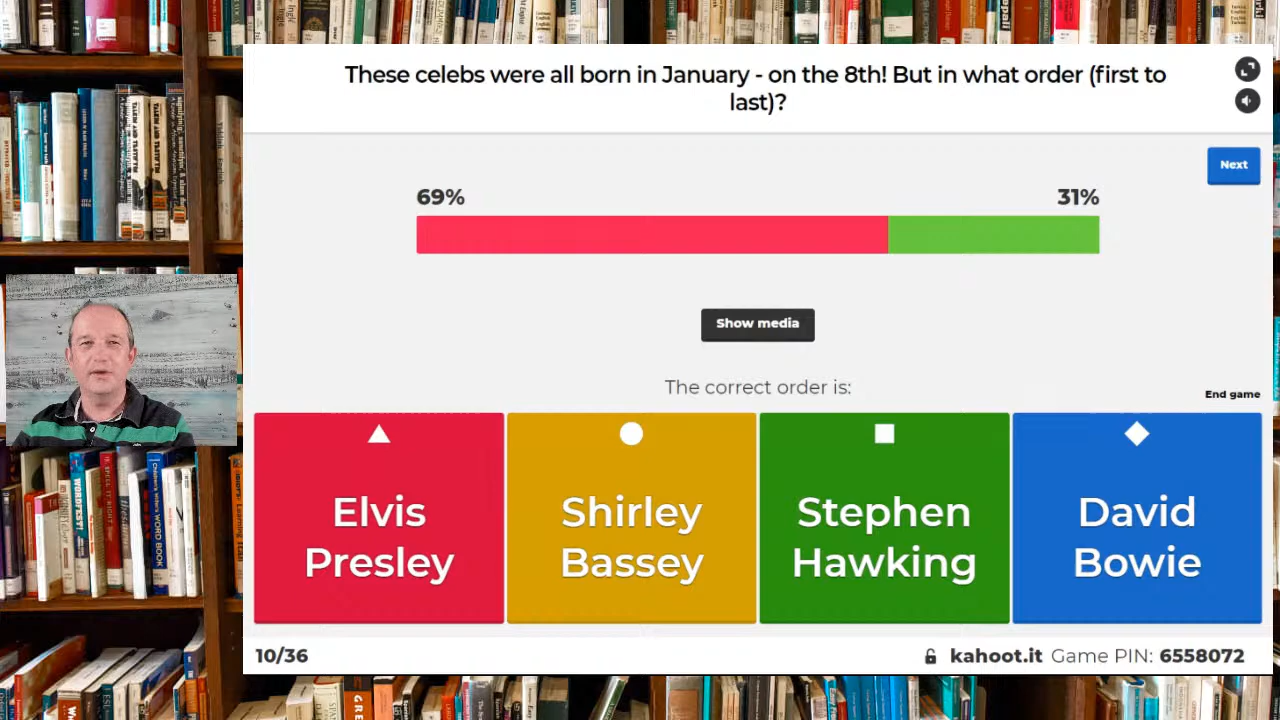 These celebs were all born in January - on the 8th! But in what order (first to
last)?
Next
69%
31%
Show media
The correct order is:
End game
Elvis
Presley
Shirley
Bassey
Stephen
Hawking
David
Bowie
10/36
kahoot.it Game PIN: 6558072